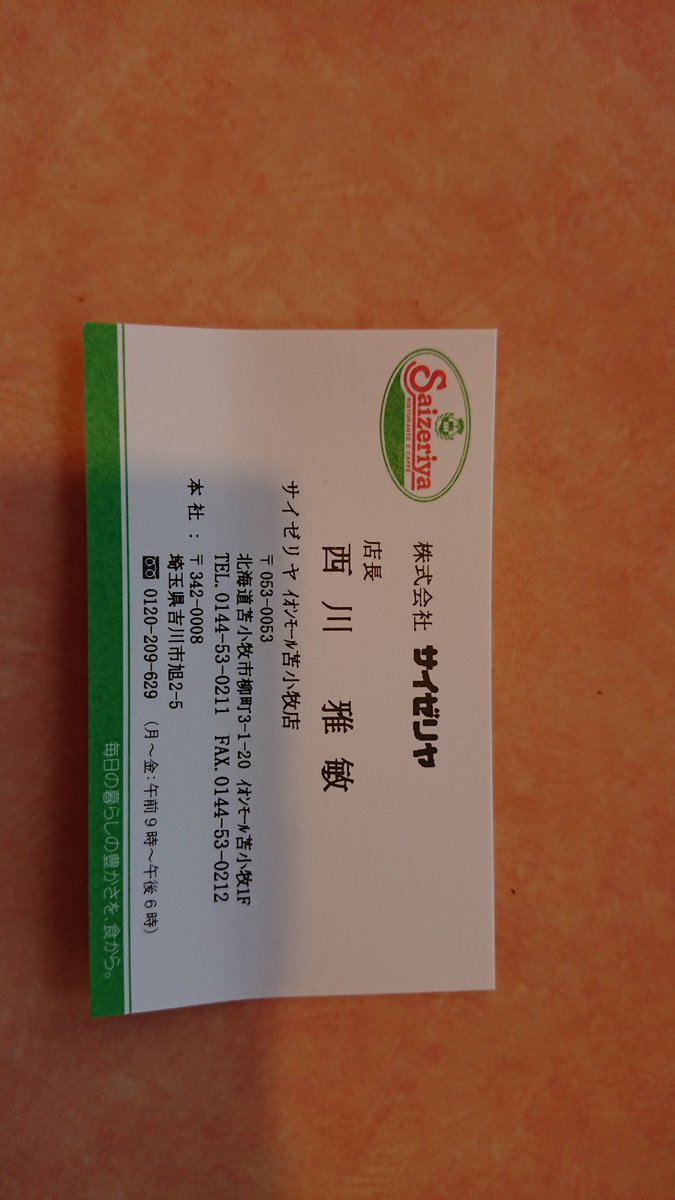 Saizeriya
RISTORANTE E CAFFÈ
株式会社 サイゼリヤ
店長
西川 雅敏
サイゼリヤ ｲｵﾝﾓｰﾙ苫小牧店
〒053-0053
北海道苫小牧市柳町3-1-20 ｲｵﾝﾓｰﾙ苫小牧1F
TEL.0144-53-0211 FAX.0144-53-0212
本社：〒342-0008
埼玉県吉川市旭2-5
0120-209-629 （月～金：午前９時～午後６時）
毎日の暮らしの豊かさを、食から。